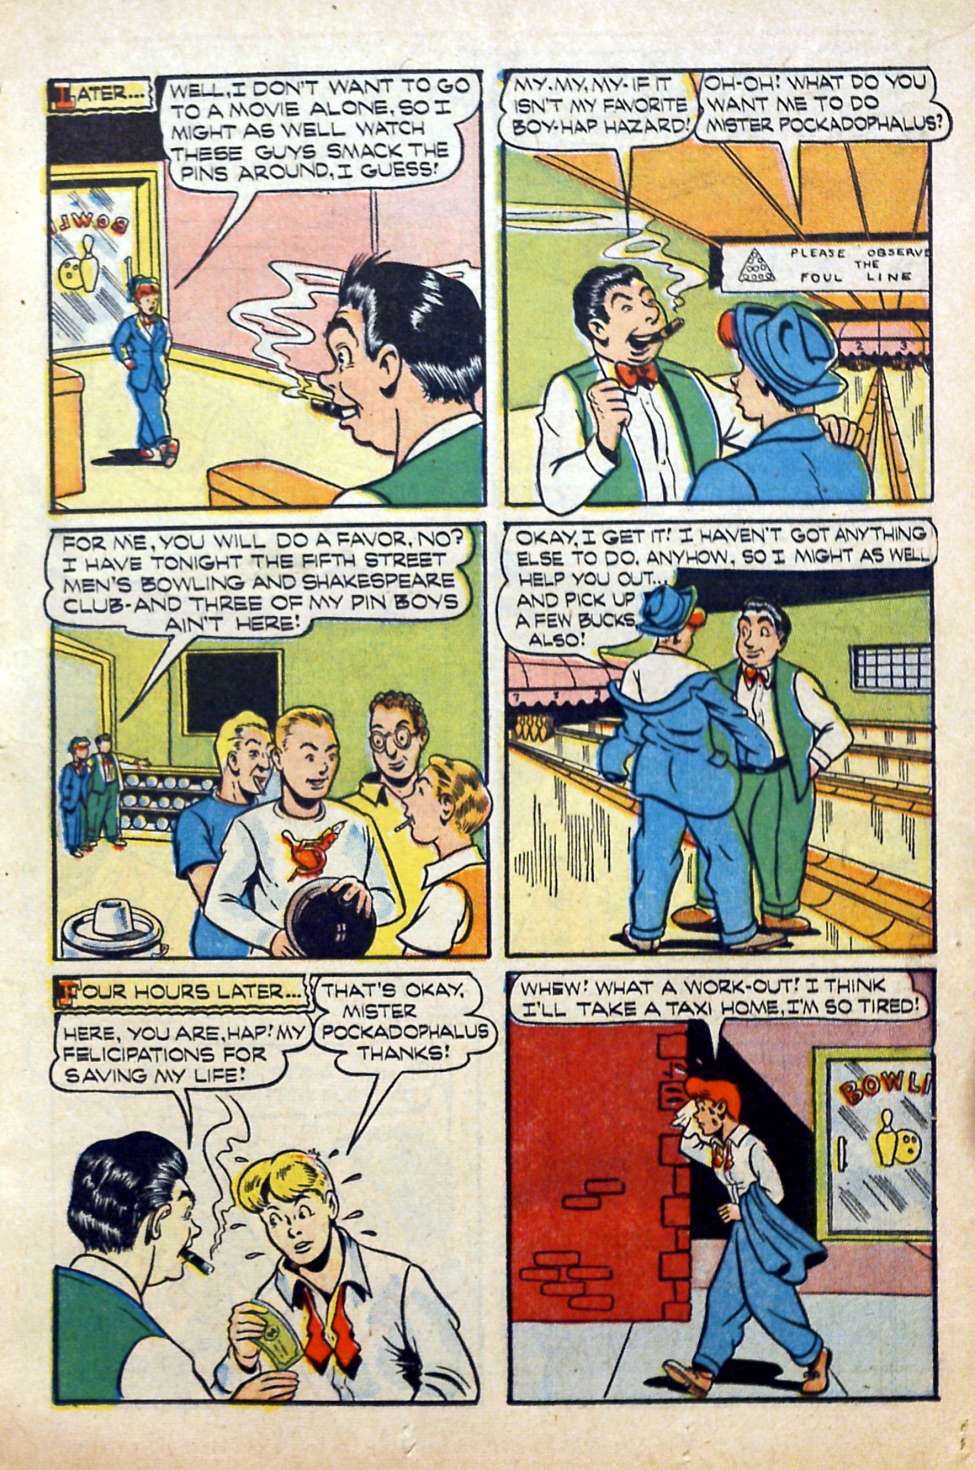 LATER...
WELL, I DON'T WANT TO GO
TO A MOVIE ALONE, SO I
MIGHT AS WELL WATCH
THESE GUYS SMACK THE
PINS AROUND, I GUESS!
BOWLI
MY-MY, MY-IF IT
ISN'T MY FAVORITE
BOY-HAP HAZARD!
OH-OH! WHAT DO YOU
WANT ME TO DO
MISTER POCKADOPHALUS?
PLEASE OBSERVE
THE
FOUL LINE
2 3
FOR ME, YOU WILL DO A FAVOR, NO?
I HAVE TONIGHT THE FIFTH STREET
MEN'S BOWLING AND SHAKESPEARE
CLUB-AND THREE OF MY PIN BOYS
AIN'T HERE!
OKAY, I GET IT! I HAVEN'T GOT ANYTHING
ELSE TO DO, ANYHOW, SO I MIGHT AS WELL
HELP YOU OUT...
AND PICK UP
A FEW BUCKS,
ALSO!
7 8 9
FOUR HOURS LATER...
HERE, YOU ARE, HAP! MY
FELICIPATIONS FOR
SAVING MY LIFE!
THAT'S OKAY,
MISTER
POCKADOPHALUS
THANKS!
WHEW! WHAT A WORK-OUT! I THINK
I'LL TAKE A TAXI HOME, I'M SO TIRED!
BOWLI